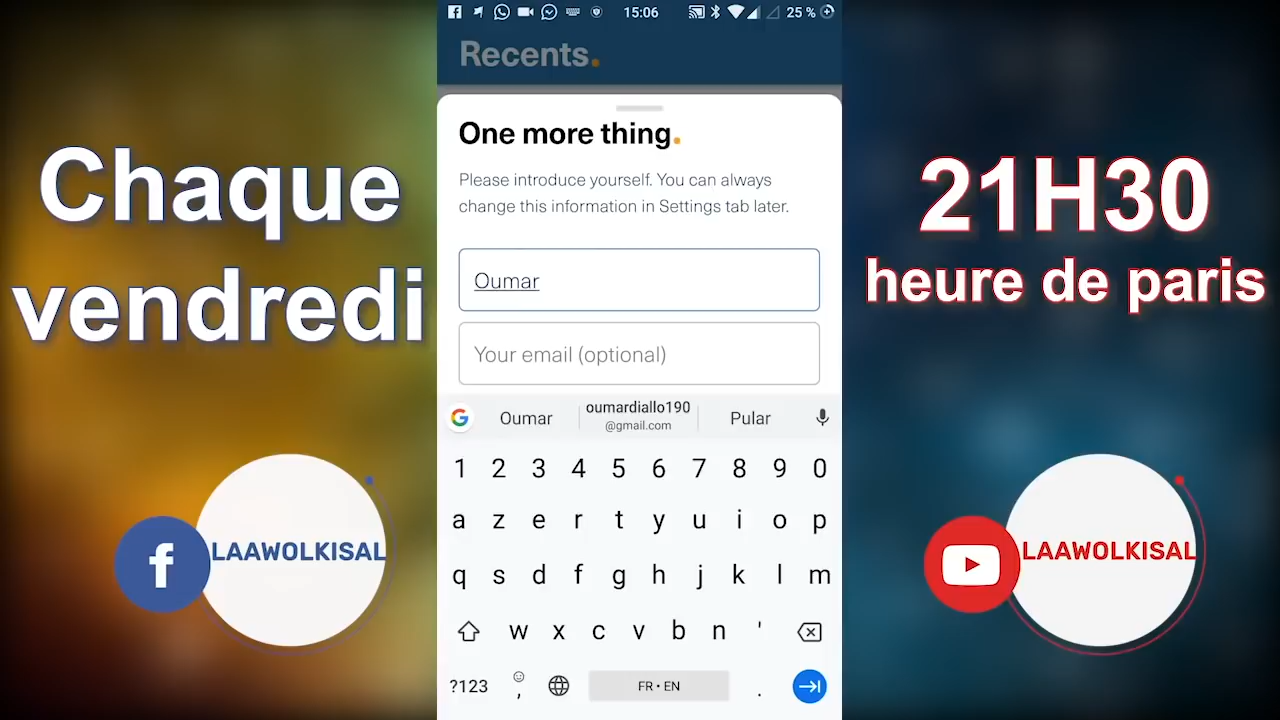 Chaque
vendredi
LAAWOLKISAL
15:06
25 %
Recents.
One more thing.
Please introduce yourself. You can always
change this information in Settings tab later.
Oumar
Your email (optional)
Oumar
oumardiallo190
@gmail.com
Pular
1 2 3 4 5 6 7 8 9 0
a z e r t y u i o p
q s d f g h j k l m
w x c v b n '
?123 , FR • EN .
21H30
heure de paris
LAAWOLKISAL